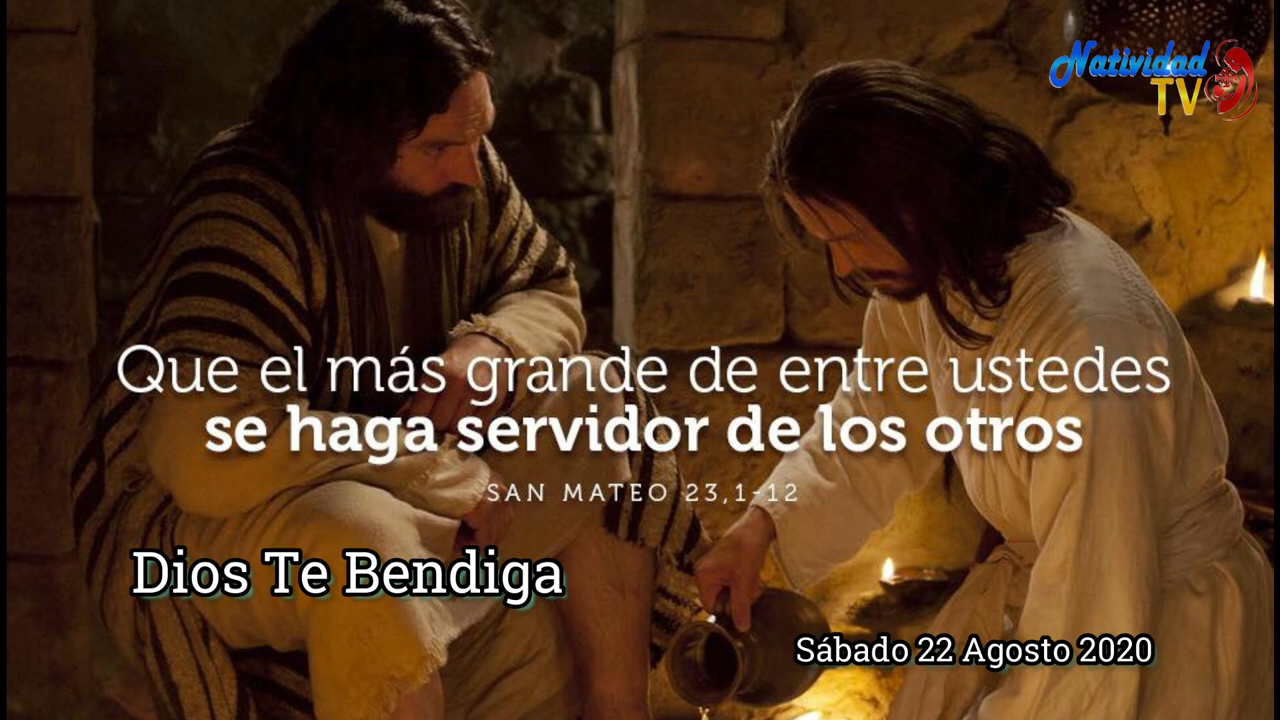 Natividad
TV
Que el más grande de entre ustedes
se haga servidor de los otros
SAN MATEO 23,1-12
Dios Te Bendiga
Sábado 22 Agosto 2020